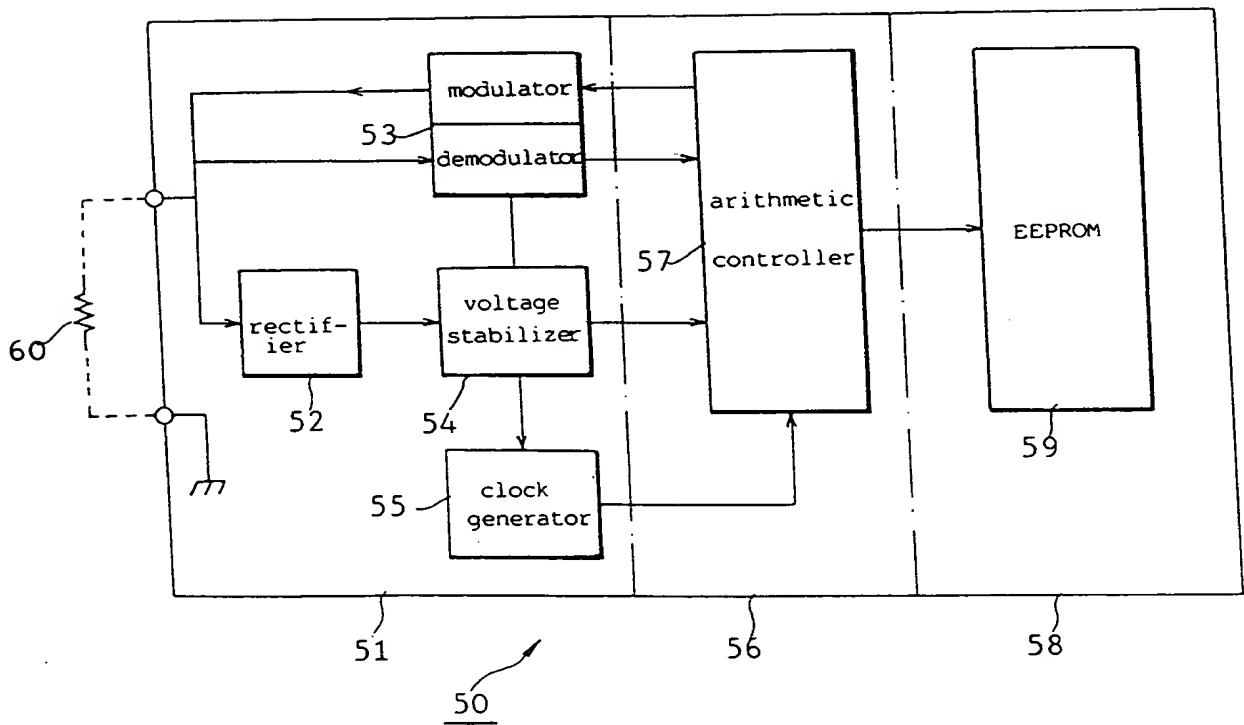 modulator
53
demodulator
arithmetic
controller
57
EEPROM
voltage
stabilizer
rectif-
ier
60
52
54
59
55
clock
generator
51
56
58
50